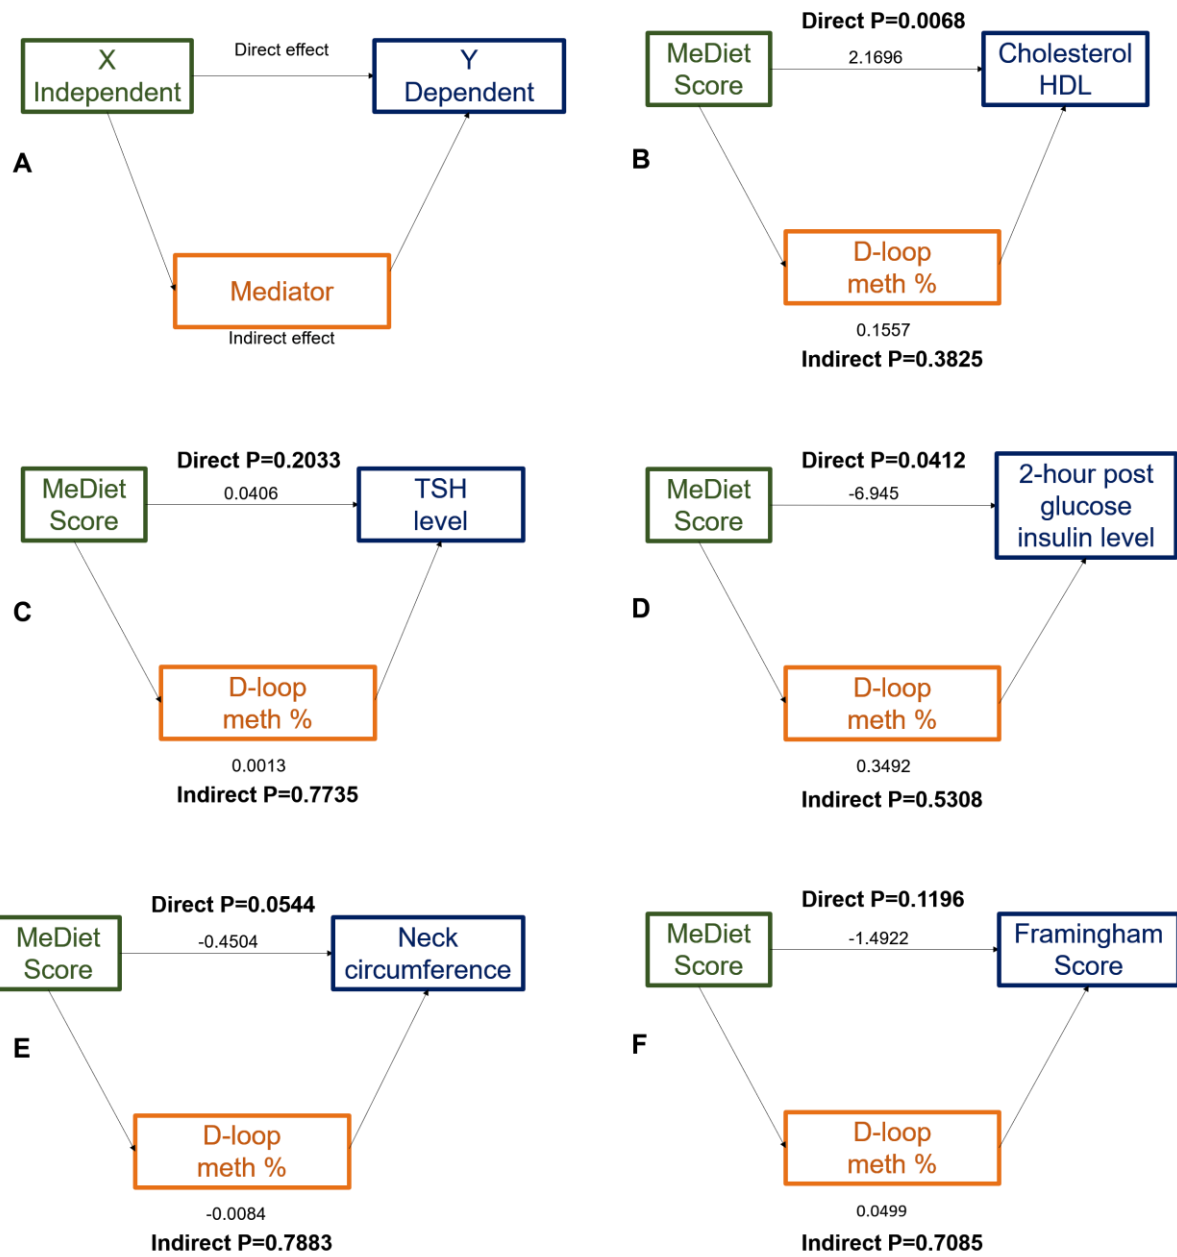 X
Independent
Direct effect
Y
Dependent
A
Mediator
Indirect effect
Direct P=0.0068
MeDiet
Score
2.1696
Cholesterol
HDL
B
D-loop
meth %
0.1557
Indirect P=0.3825
Direct P=0.2033
MeDiet
Score
0.0406
TSH
level
C
D-loop
meth %
0.0013
Indirect P=0.7735
Direct P=0.0412
MeDiet
Score
-6.945
2-hour post
glucose
insulin level
D
D-loop
meth %
0.3492
Indirect P=0.5308
Direct P=0.0544
MeDiet
Score
-0.4504
Neck
circumference
E
D-loop
meth %
-0.0084
Indirect P=0.7883
Direct P=0.1196
MeDiet
Score
-1.4922
Framingham
Score
F
D-loop
meth %
0.0499
Indirect P=0.7085